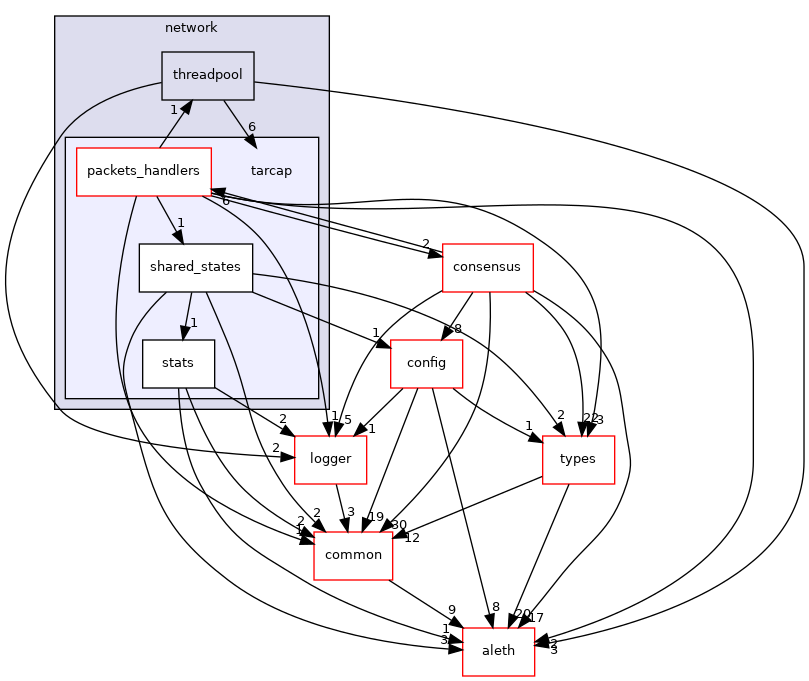 network
threadpool
1
6
packets_handlers
tarcap
6
1
2
shared_states
consensus
1
1
8
stats
config
2
1
5
1
1
2
22
3
2
logger
types
2
1
2
3
19
30
12
common
9
8
20
17
1
3
2
3
aleth